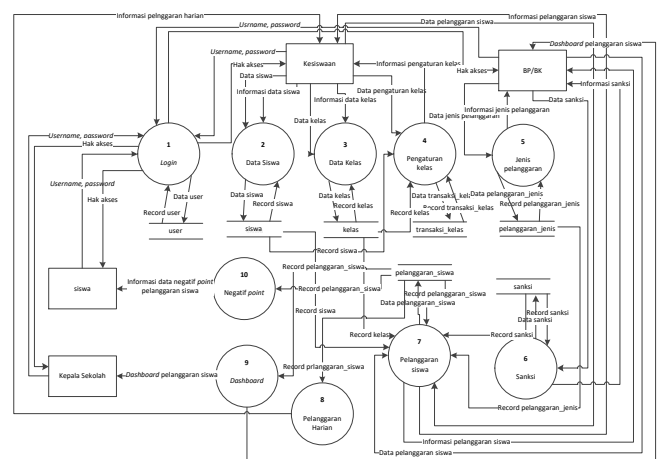 Informasi pelnggaran harian
Informasi pelanggaran siswa
Usrname, password
Data pelanggaran siswa
Username, password
Kesiswaan
Dashboard pelanggaran siswa
Data siswa
Informasi pengaturan kelas
Hak akses
BP/BK
Hak akses
Informasi data siswa
Data pengaturan kelas
Informasi sanksi
Informasi data kelas
Data sanksi
Informasi jenis pelanggaran
Data jenis pelanggaran
Data kelas
Username, password
Hak akses
1
Login
2
Data Siswa
3
Data Kelas
4
Pengaturan kelas
5
Jenis pelanggaran
Username, password
Hak akses
Data user
Record user
user
Data siswa
Record siswa
siswa
Data kelas
Record kelas
kelas
Record kelas
Data transaksi_kelas
Record transaksi_kelas
transaksi_kelas
Data pelanggaran_jenis
Record pelanggaran_jenis
pelanggaran_jenis
Record siswa
siswa
Informasi data negatif point pelanggaran siswa
10
Negatif point
Record pelanggaran_siswa
pelanggaran_siswa
Record pelanggaran_siswa
Record pelanggaran_siswa
Data pelanggaran_siswa
sanksi
Record siswa
Record sanksi
Data sanksi
Record kelas
Record sanksi
7
Pelanggaran siswa
6
Sanksi
Kepala Sekolah
Dashboard pelanggaran siswa
9
Dashboard
Record prlanggaran_siswa
8
Pelanggaran Harian
Record pelanggaran_jenis
Informasi pelanggaran siswa
Data pelanggaran siswa